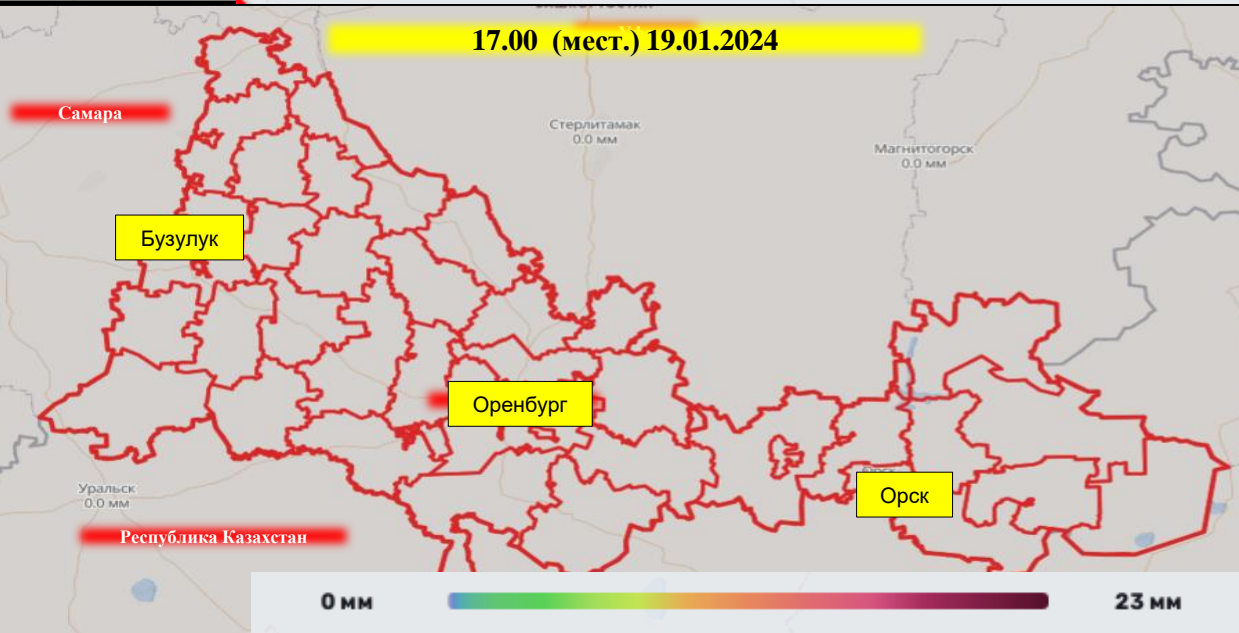 17.00 (мест.) 19.01.2024
Самара
Стерлитамак
0.0 мм
Магнитогорск
0.0 мм
Бузулук
Оренбург
Орск
Уральск
0.0 мм
Республика Казахстан
0 мм
23 мм